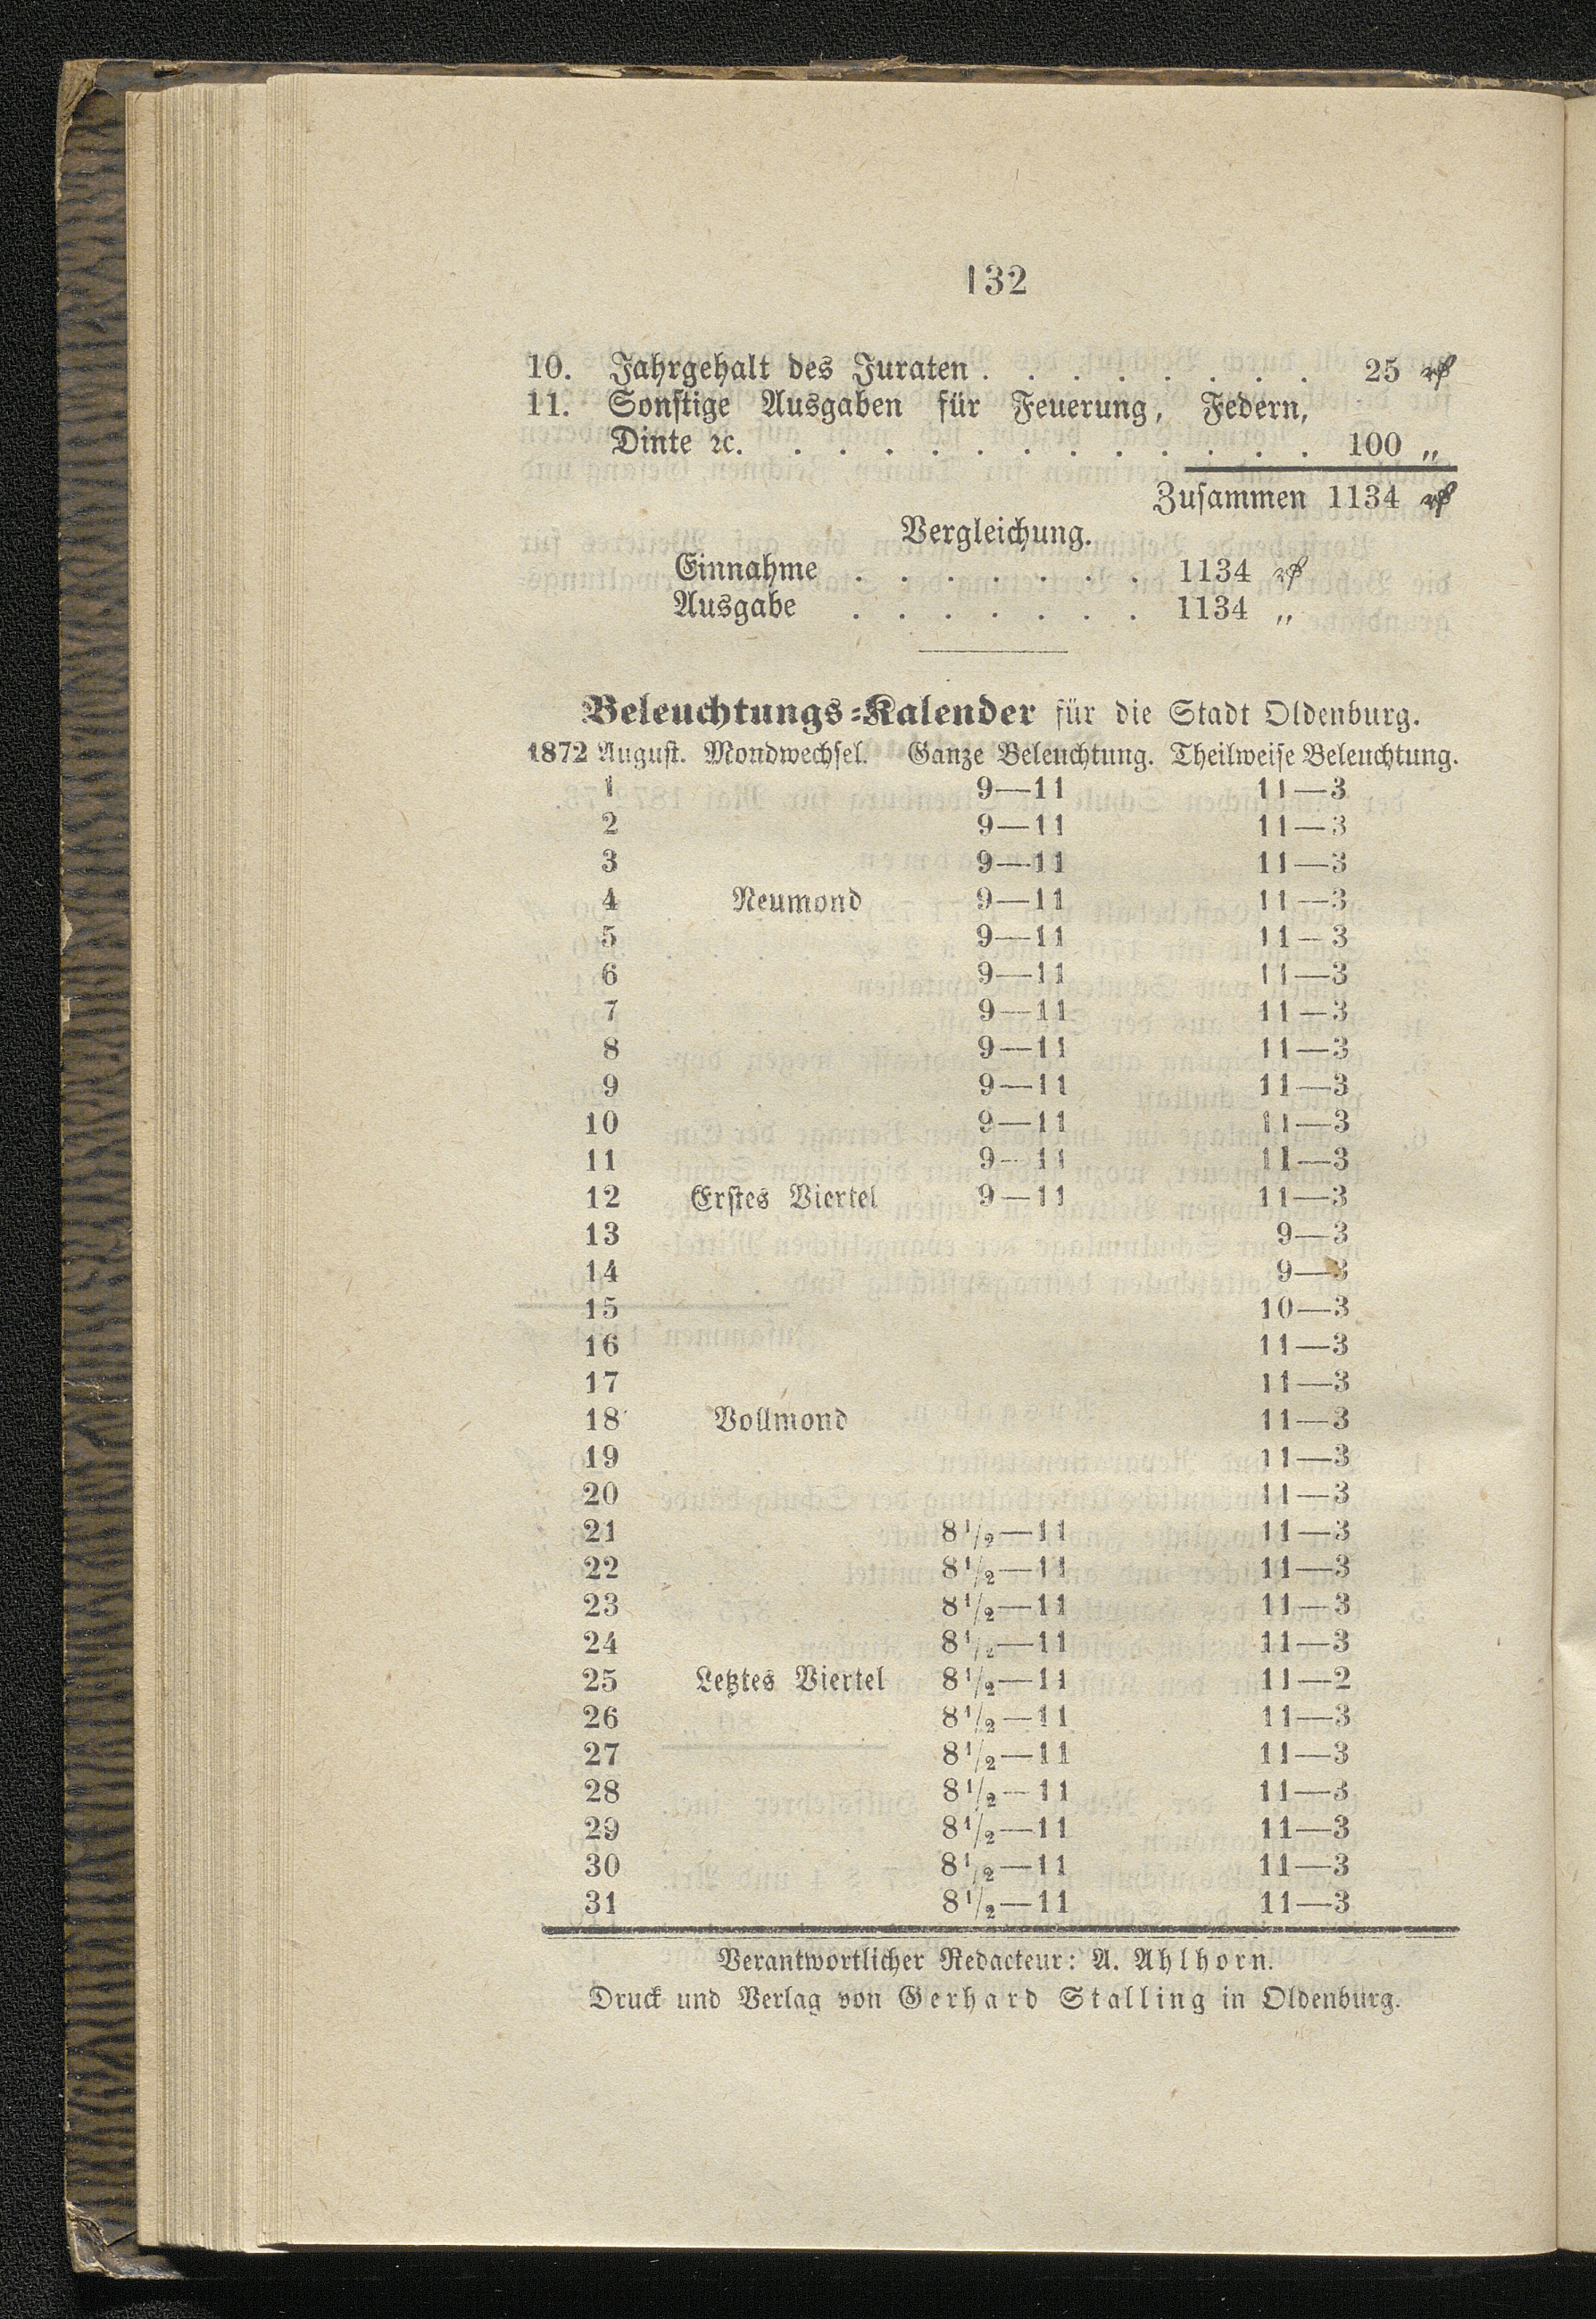 132
10. Jahrgehalt des Juraten . . . . . . . . 25 ₰
11. Sonstige Ausgaben für Feuerung, Federn,
Dinte ꝛc. . . . . . . . . . . . . . 100 „
Zusammen 1134 ₰
Vergleichung.
Einnahme . . . . . . . 1134 ₰
Ausgabe . . . . . . . 1134 „
Beleuchtungs-Kalender für die Stadt Oldenburg.
1872 August. Mondwechsel. Ganze Beleuchtung. Theilweise Beleuchtung.
1 9—11 11—3
2 9—11 11—3
3 9—11 11—3
4 Neumond 9—11 11—3
5 9—11 11—3
6 9—11 11—3
7 9—11 11—3
8 9—11 11—3
9 9—11 11—3
10 9—11 11—3
11 9—11 11—3
12 Erstes Viertel 9—11 11—3
13 9—3
14 9—3
15 10—3
16 11—3
17 11—3
18 Vollmond 11—3
19 11—3
20 11—3
21 8½—11 11—3
22 8½—11 11—3
23 8½—11 11—3
24 8½—11 11—3
25 Letztes Viertel 8½—11 11—2
26 8½—11 11—3
27 8½—11 11—3
28 8½—11 11—3
29 8½—11 11—3
30 8½—11 11—3
31 8½—11 11—3
Verantwortlicher Redacteur: A. Ahlhorn.
Druck und Verlag von Gerhard Stalling in Oldenburg.